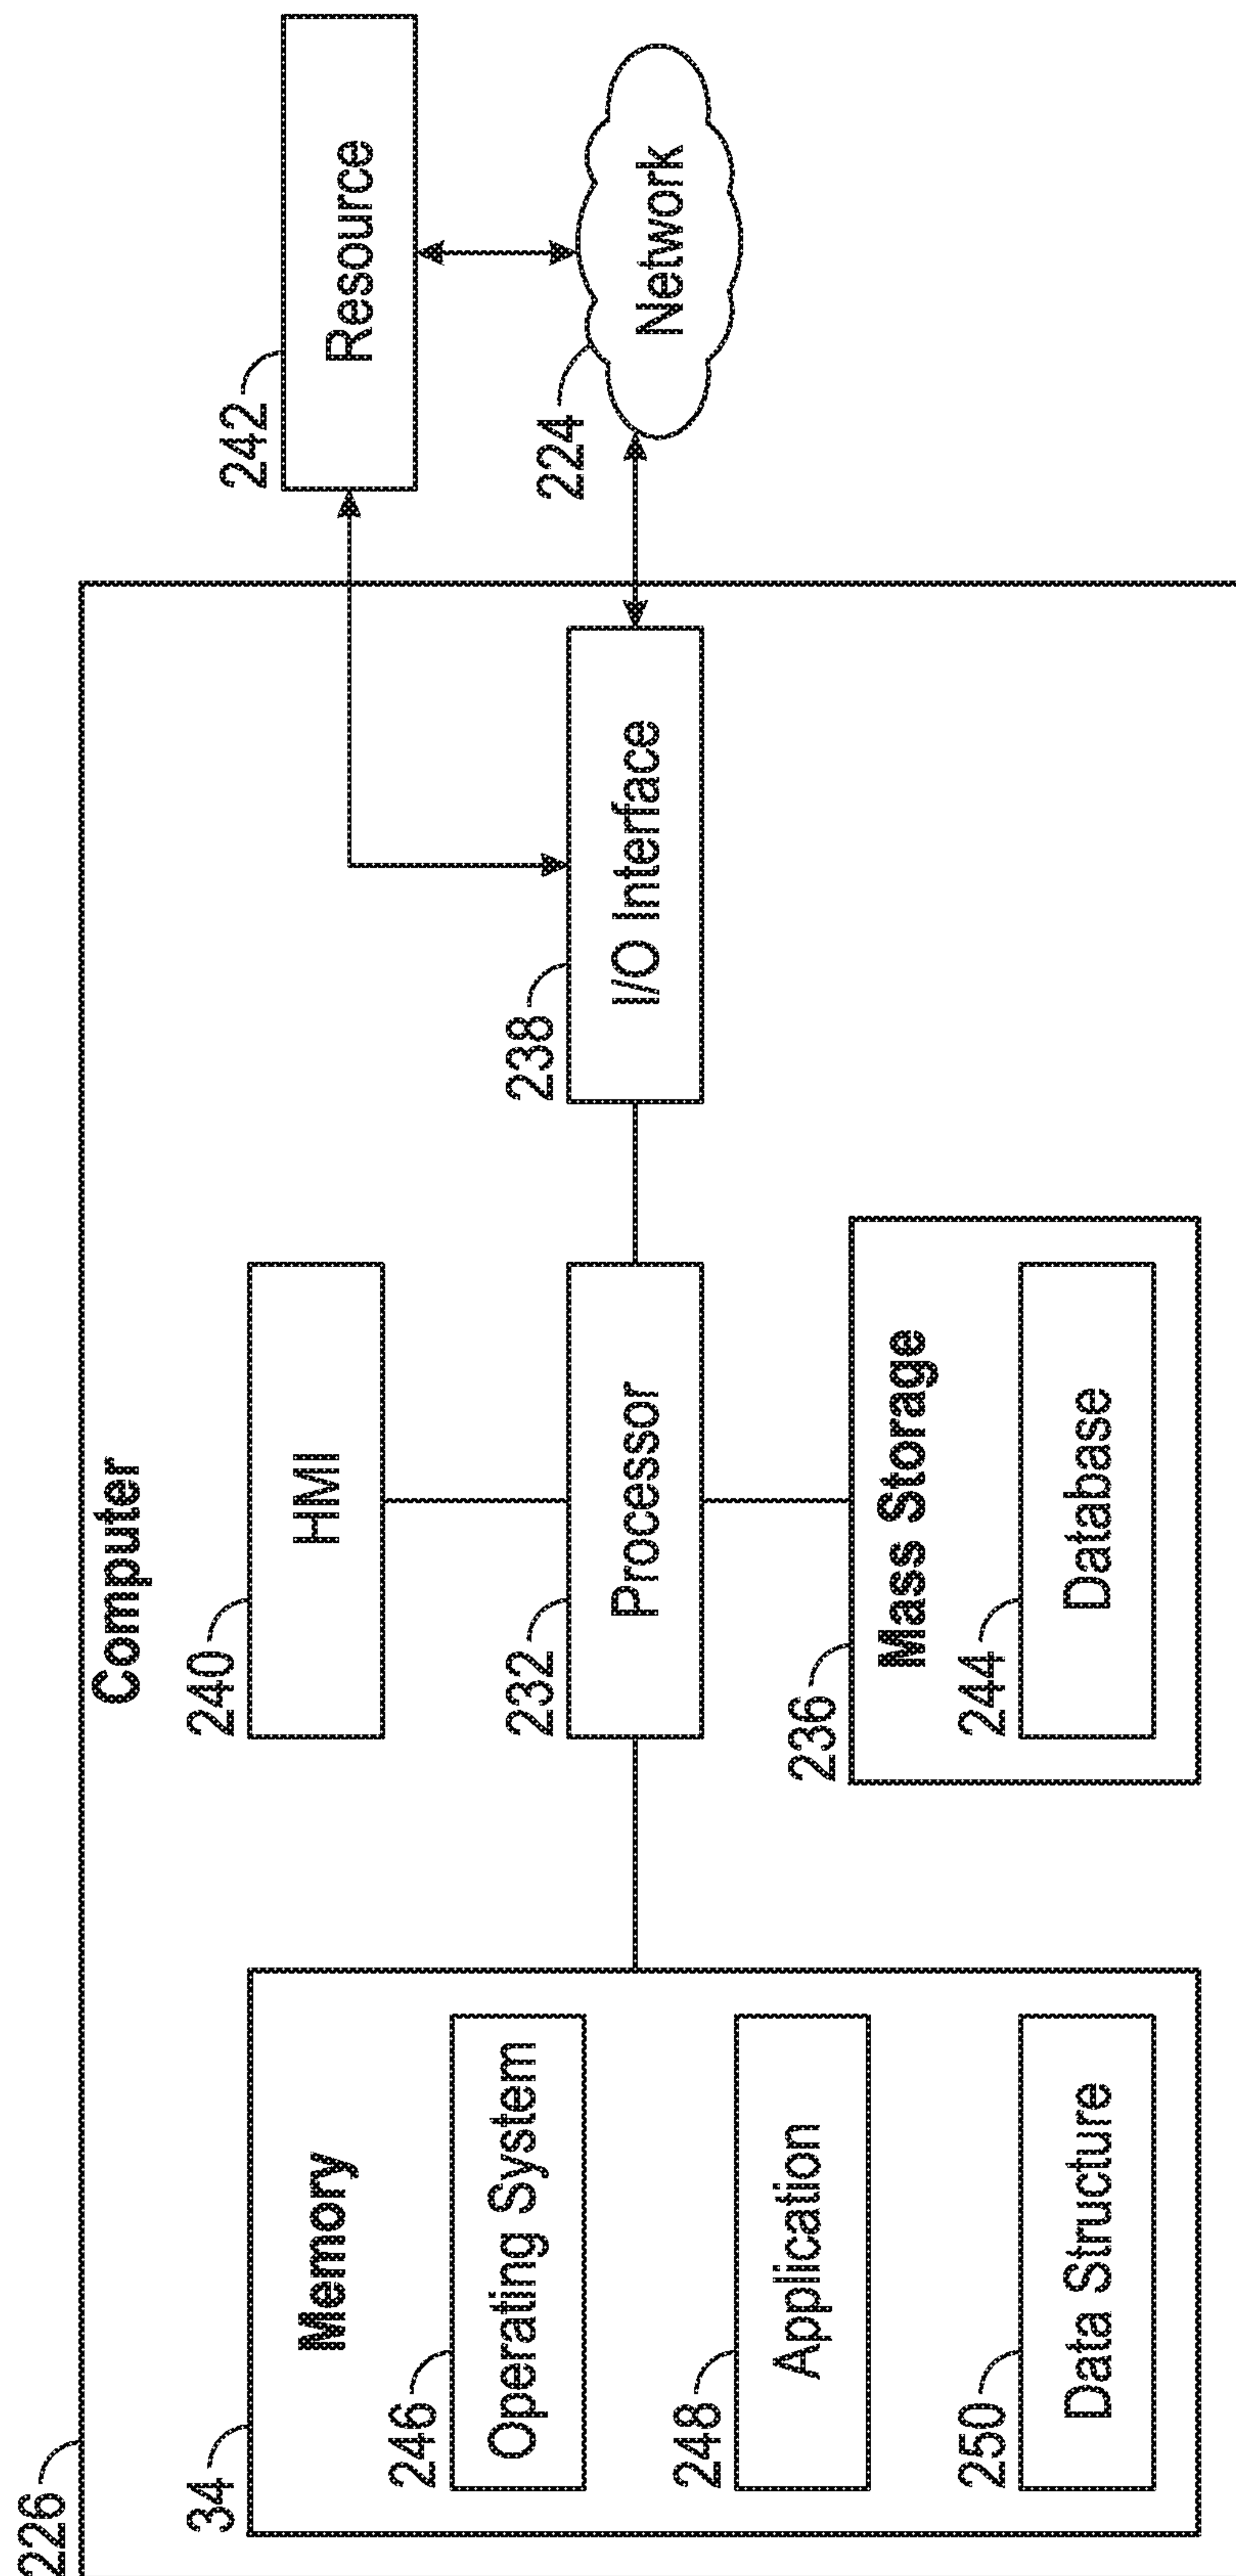 226
Computer
34
Memory
246
Operating System
248
Application
250
Data Structure
240
HMI
232
Processor
236
Mass Storage
244
Database
238
I/O Interface
242
Resource
224
Network